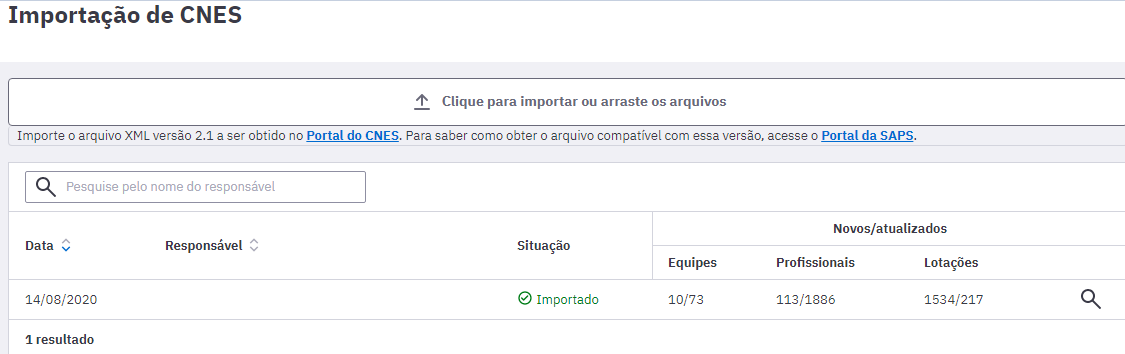 Importação de CNES
Clique para importar ou arraste os arquivos
Importe o arquivo XML versão 2.1 a ser obtido no Portal do CNES. Para saber como obter o arquivo compatível com essa versão, acesse o Portal da SAPS.
Pesquise pelo nome do responsável
Novos/atualizados
Data Responsável Situação
Equipes Profissionais Lotações
14/08/2020 Importado 10/73 113/1886 1534/217
1 resultado